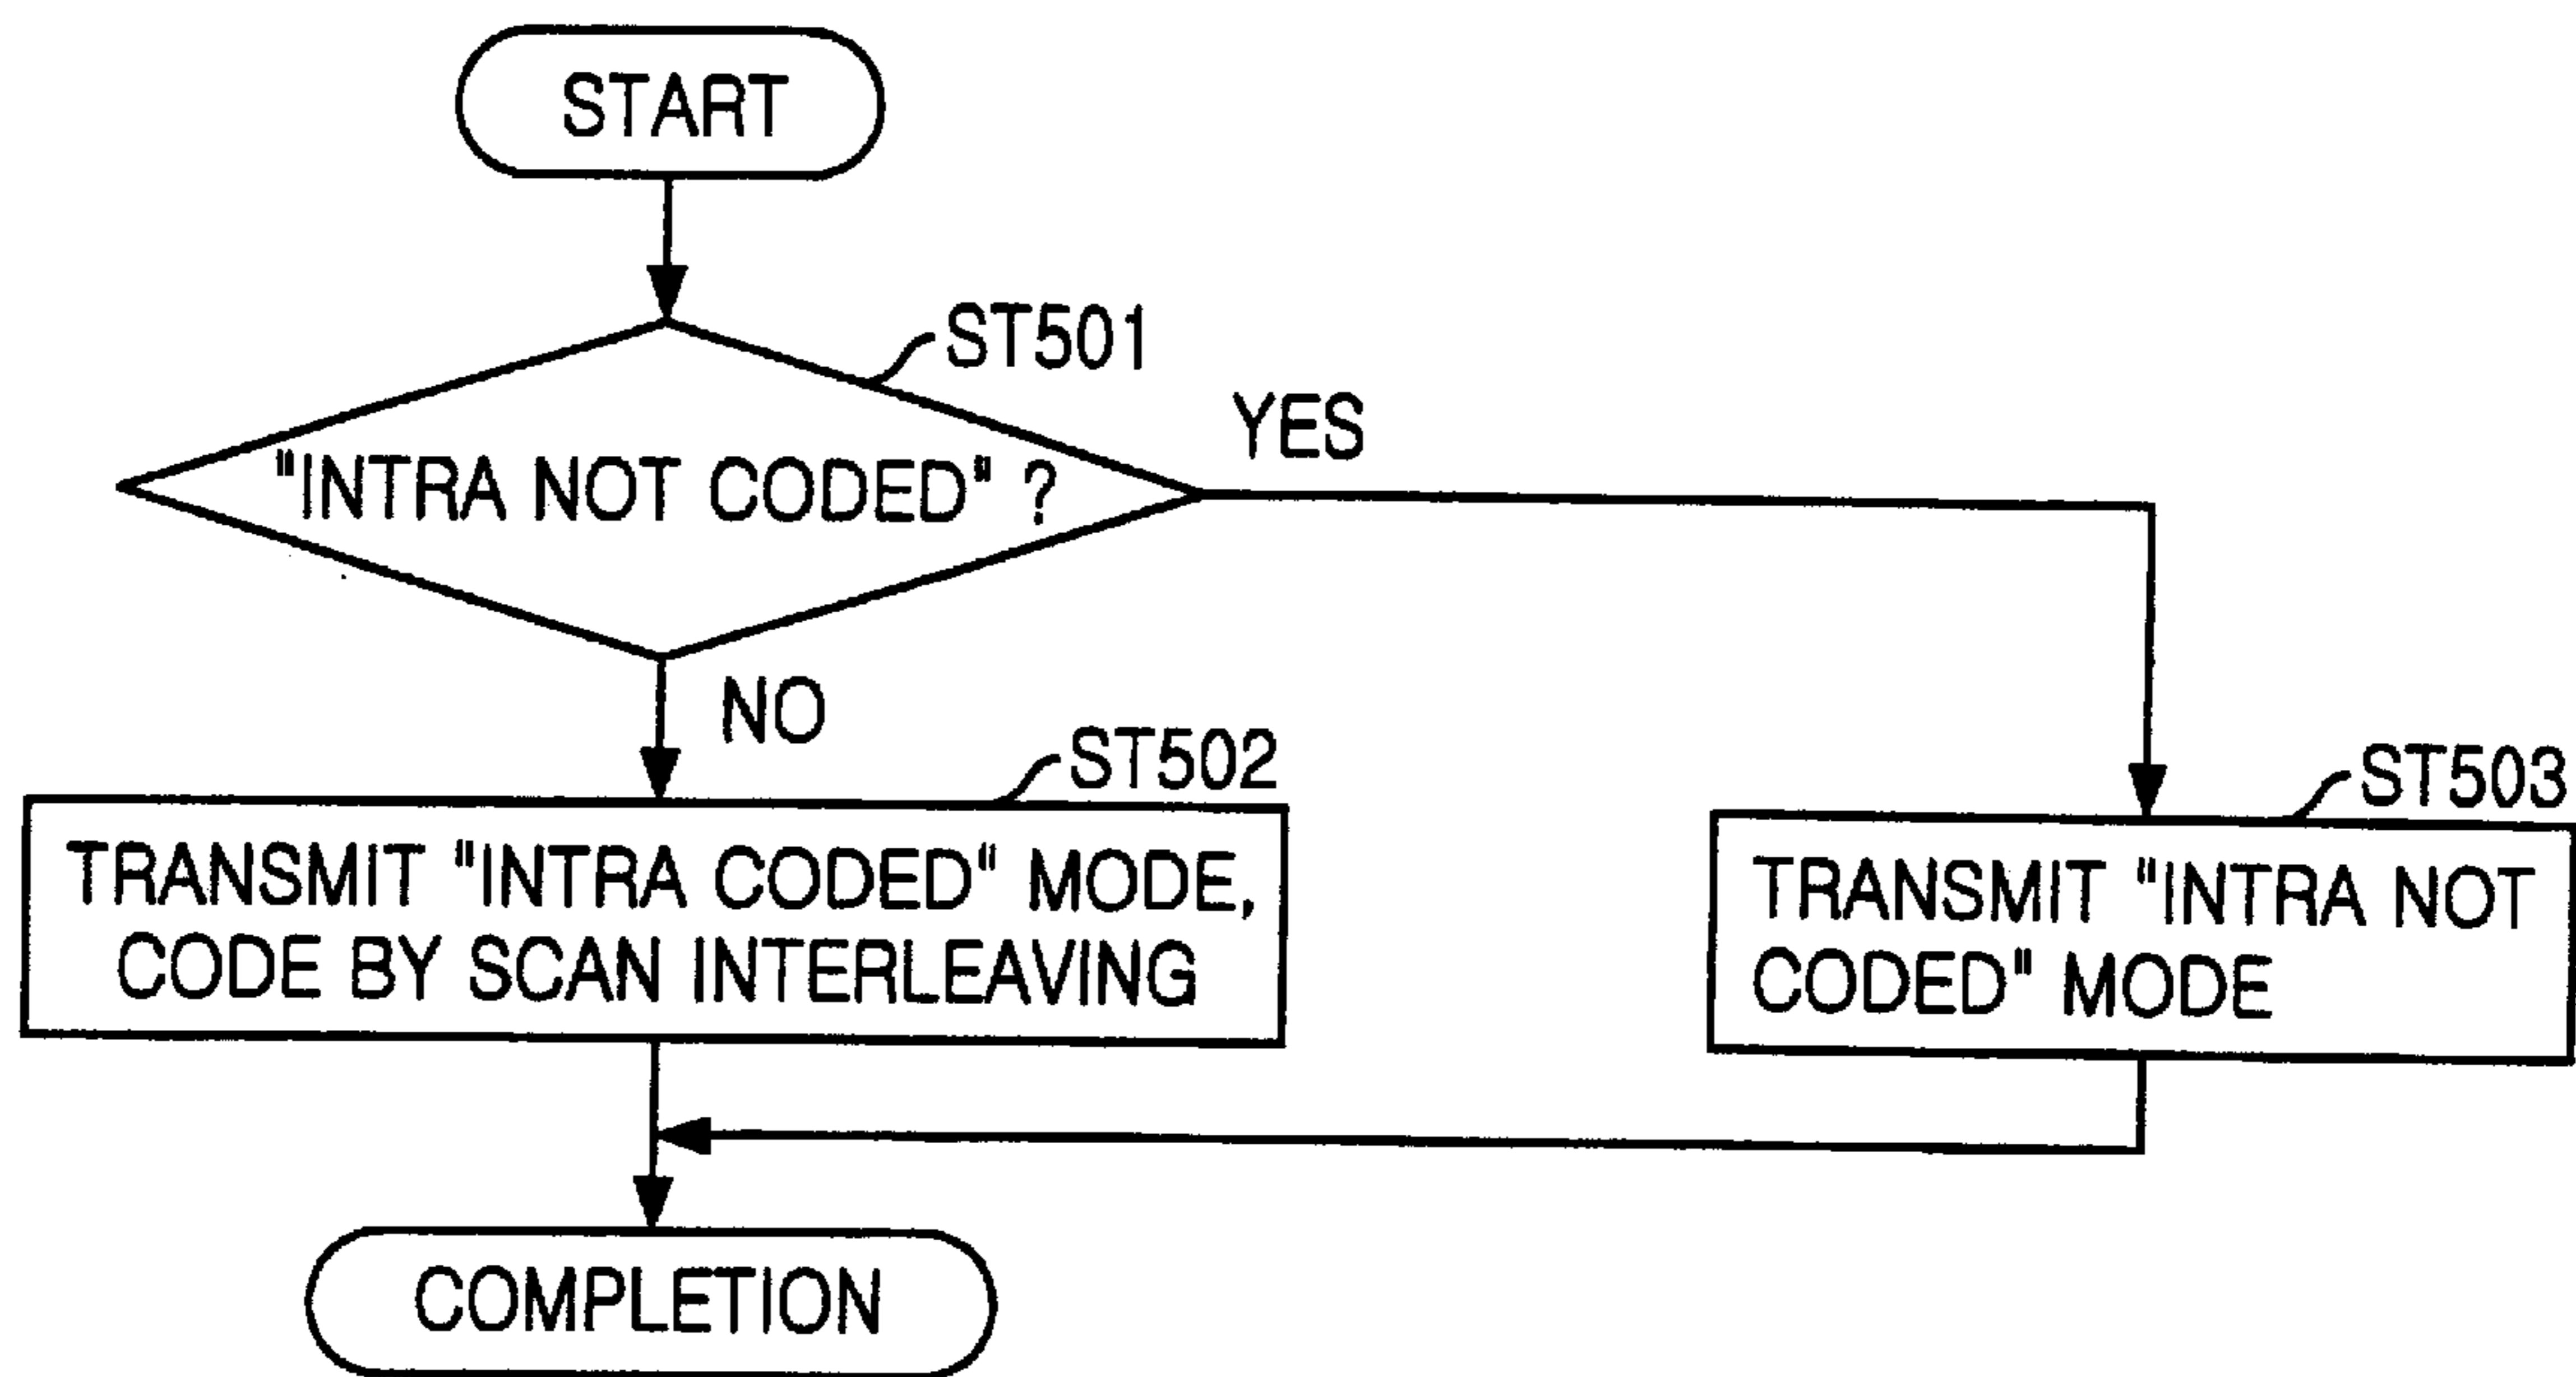 START
ST501
"INTRA NOT CODED" ?
YES
NO
ST502
TRANSMIT "INTRA CODED" MODE,
CODE BY SCAN INTERLEAVING
ST503
TRANSMIT "INTRA NOT
CODED" MODE
COMPLETION